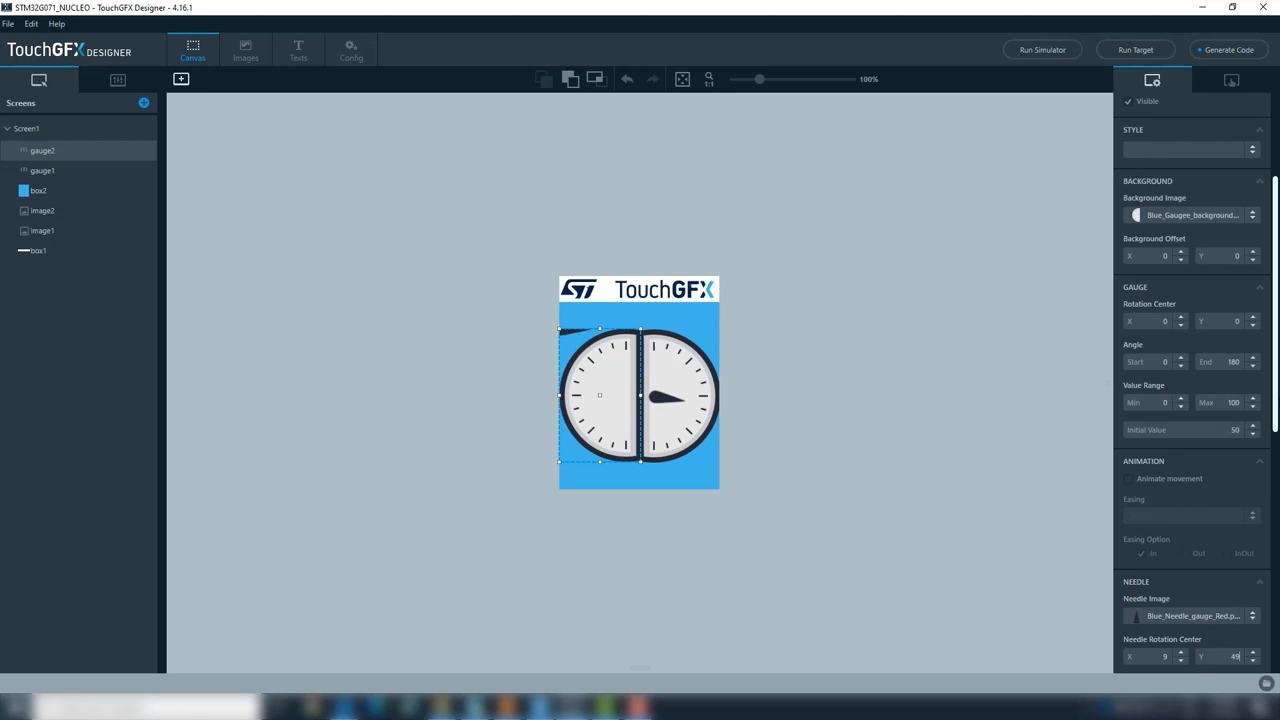 STM32G071_NUCLEO - TouchGFX Designer - 4.16.1
File Edit Help
TouchGFX DESIGNER
Canvas Images Texts Config
Run Simulator Run Target Generate Code
1:1 100%
Screens
Screen1
gauge2
gauge1
box2
image2
image1
box1
ST TouchGFX
Visible
STYLE
BACKGROUND
Background Image
Blue_Gaugee_background...
Background Offset
X 0 Y 0
GAUGE
Rotation Center
X 0 Y 0
Angle
Start 0 End 180
Value Range
Min 0 Max 100
Initial Value 50
ANIMATION
Animate movement
Easing
Easing Option
In Out InOut
NEEDLE
Needle Image
Blue_Needle_gauge_Red.p...
Needle Rotation Center
X 9 Y 49